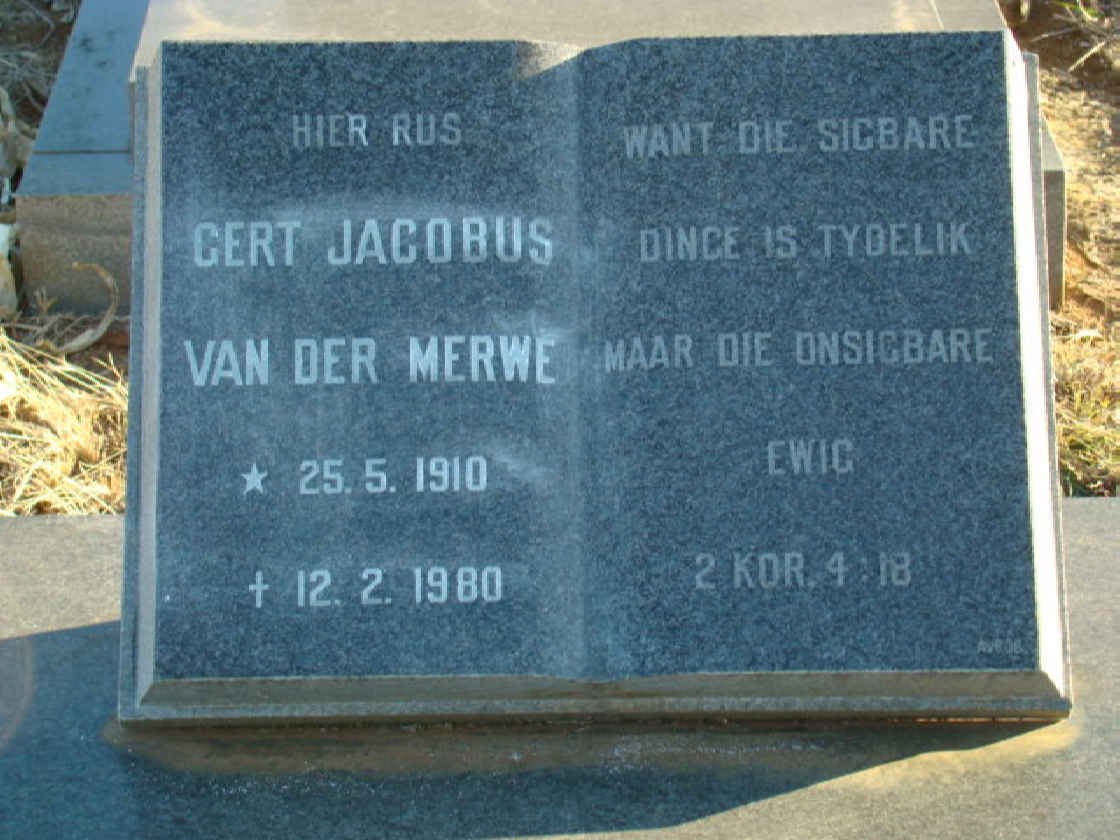 HIER RUS
GERT JACOBUS
VAN DER MERWE
★ 25. 5. 1910
† 12. 2. 1980
WANT DIE SIGBARE
DINGE IS TYDELIK
MAAR DIE ONSIGBARE
EWIG
2 KOR. 4 : 18